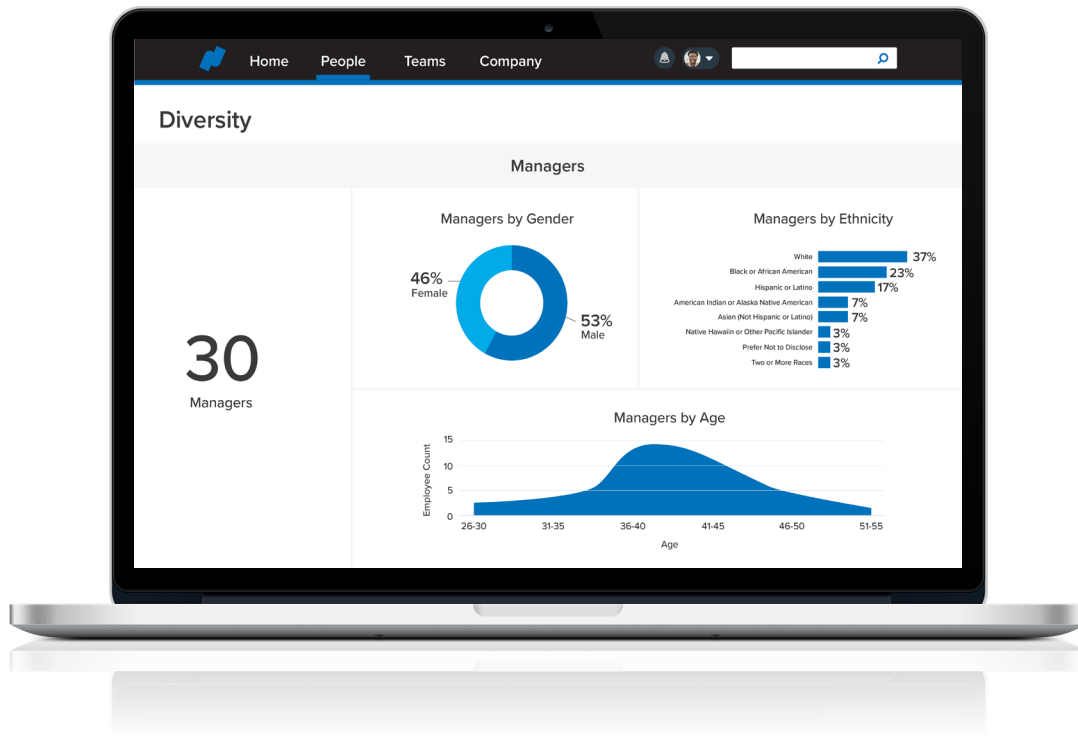 Home
People
Teams
Company
Diversity
Managers
30
Managers
Managers by Gender
46%
Female
53%
Male
Managers by Ethnicity
White 37%
Black or African American 23%
Hispanic or Latino 17%
American Indian or Alaska Native American 7%
Asian (Not Hispanic or Latino) 7%
Native Hawaiin or Other Pacific Islander 3%
Prefer Not to Disclose 3%
Two or More Races 3%
Managers by Age
Employee Count
15
10
5
0
26-30 31-35 36-40 41-45 46-50 51-55
Age